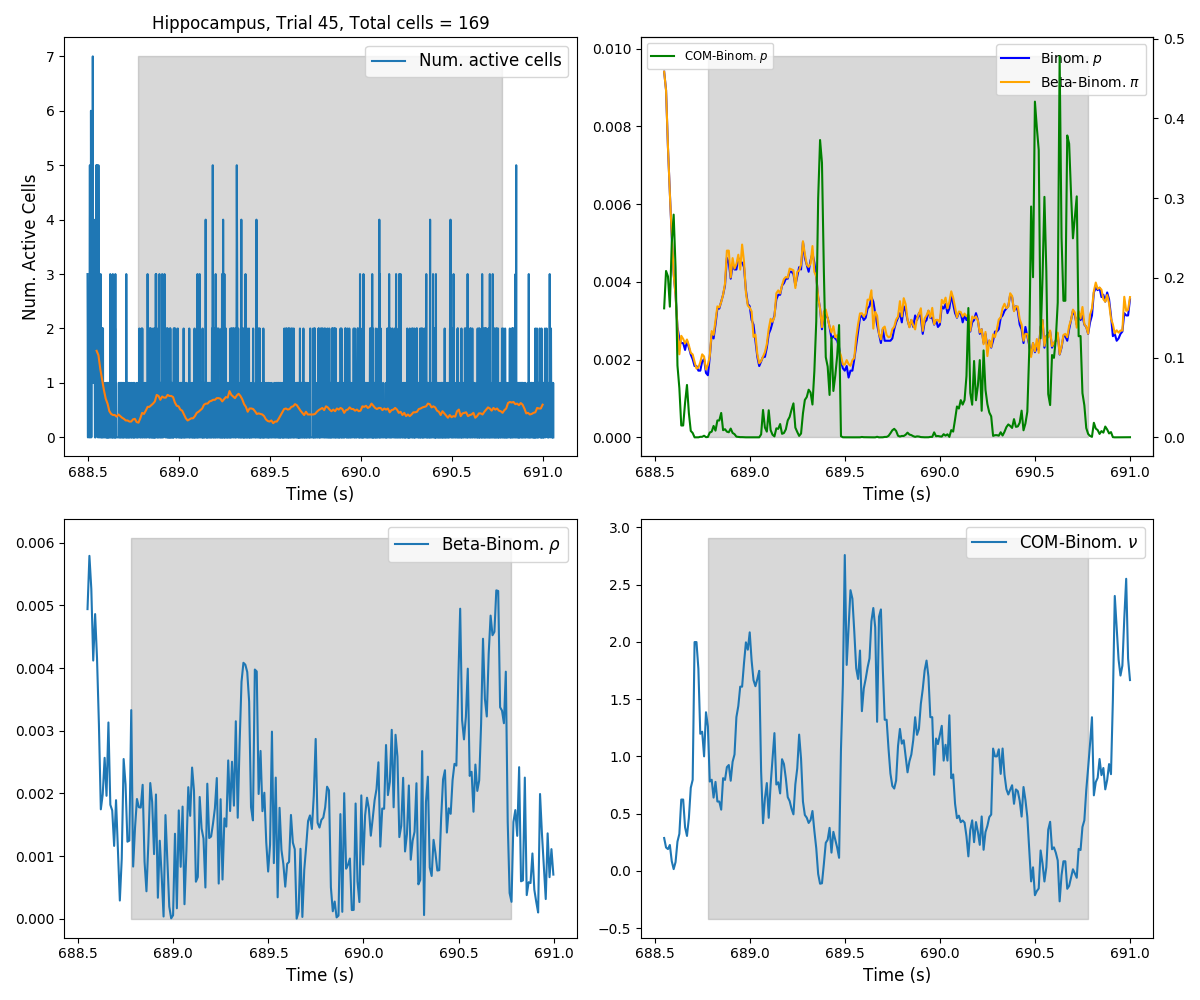 Hippocampus, Trial 45, Total cells = 169
Num. Active Cells
7
6
5
4
3
2
1
0
Num. active cells
688.5 689.0 689.5 690.0 690.5 691.0
Time (s)
0.010
0.008
0.006
0.004
0.002
0.000
COM-Binom. p
Binom. p
Beta-Binom. π
0.5
0.4
0.3
0.2
0.1
0.0
688.5 689.0 689.5 690.0 690.5 691.0
Time (s)
0.006
0.005
0.004
0.003
0.002
0.001
0.000
Beta-Binom. ρ
688.5 689.0 689.5 690.0 690.5 691.0
Time (s)
3.0
2.5
2.0
1.5
1.0
0.5
0.0
−0.5
COM-Binom. ν
688.5 689.0 689.5 690.0 690.5 691.0
Time (s)